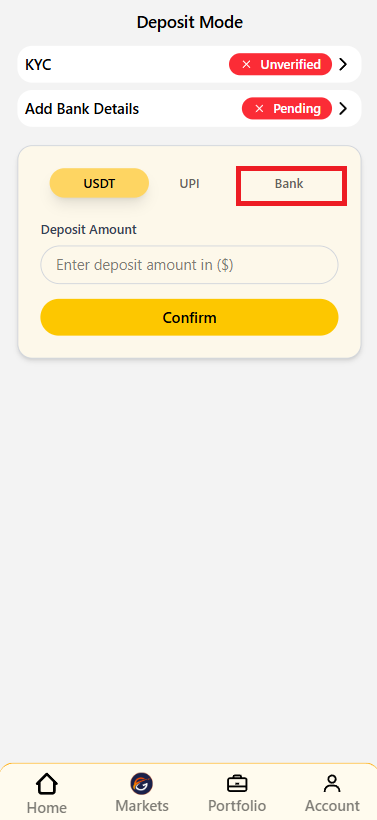 Deposit Mode
KYC
× Unverified
Add Bank Details
× Pending
USDT UPI Bank
Deposit Amount
Enter deposit amount in ($)
Confirm
Home Markets Portfolio Account